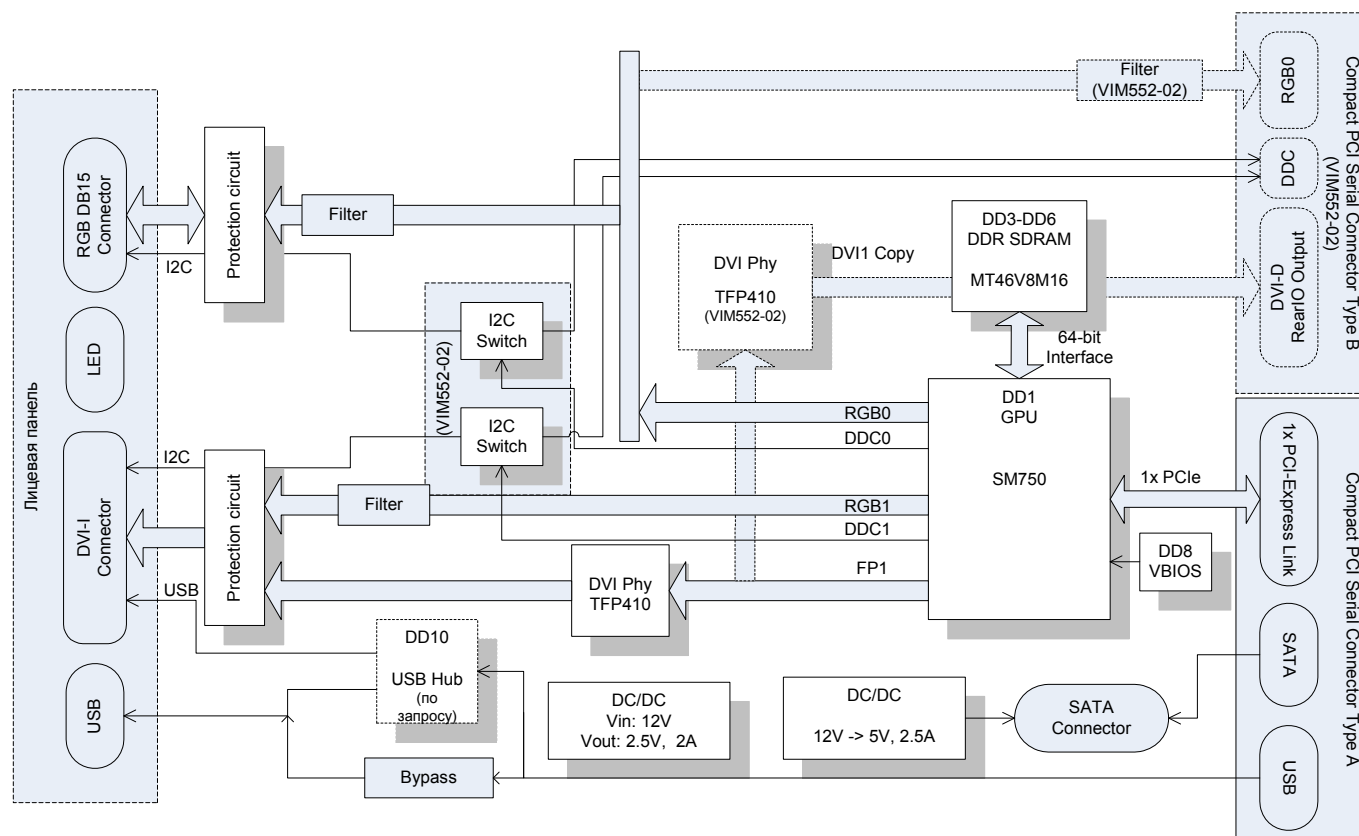 Лицевая панель
RGB DB15
Connector
LED
DVI-I
Connector
USB
I2C
I2C
USB
Protection circuit
Protection circuit
Filter
Filter
(VIM552-02)
I2C
Switch
I2C
Switch
DVI Phy
TFP410
(VIM552-02)
DVI1 Copy
DD3-DD6
DDR SDRAM
MT46V8M16
64-bit
Interface
Filter
(VIM552-02)
RGB0
DDC
DVI-D
RearIO Output
Compact PCI Serial Connector Type B
(VIM552-02)
RGB0
DDC0
RGB1
DDC1
FP1
DD1
GPU
SM750
1x PCIe
DD8
VBIOS
DVI Phy
TFP410
DD10
USB Hub
(по
запросу)
Bypass
DC/DC
Vin: 12V
Vout: 2.5V, 2A
DC/DC
12V -> 5V, 2.5A
SATA
Connector
1x PCI-Express Link
SATA
USB
Compact PCI Serial Connector Type A